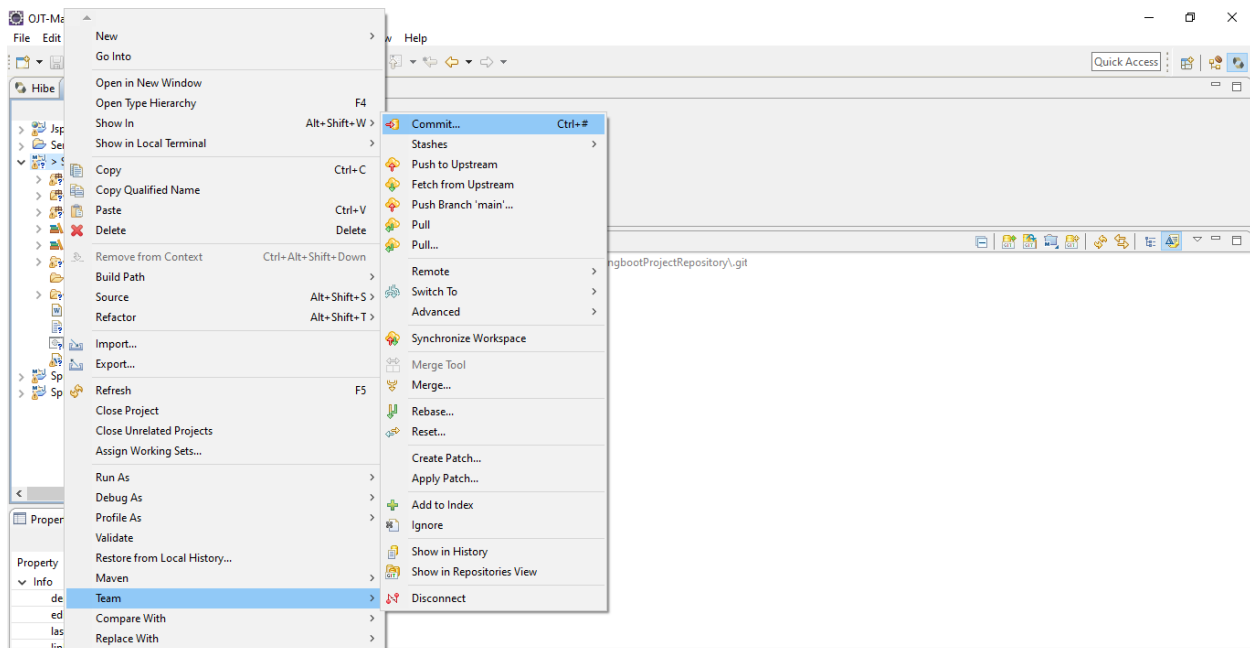 OJT-Ma
File Edit
w Help
Quick Access
Hibe
Jsp
Ser
> S
Sp
Sp
Proper
Property
Info
de
ed
las
lin
New
Go Into
Open in New Window
Open Type Hierarchy F4
Show In Alt+Shift+W >
Show in Local Terminal
Copy Ctrl+C
Copy Qualified Name
Paste Ctrl+V
Delete Delete
Remove from Context Ctrl+Alt+Shift+Down
Build Path
Source Alt+Shift+S >
Refactor Alt+Shift+T >
Import...
Export...
Refresh F5
Close Project
Close Unrelated Projects
Assign Working Sets...
Run As
Debug As
Profile As
Validate
Restore from Local History...
Maven
Team
Compare With
Replace With
Commit... Ctrl+#
Stashes
Push to Upstream
Fetch from Upstream
Push Branch 'main'...
Pull
Pull...
Remote
Switch To
Advanced
Synchronize Workspace
Merge Tool
Merge...
Rebase...
Reset...
Create Patch...
Apply Patch...
Add to Index
Ignore
Show in History
Show in Repositories View
Disconnect
ngbootProjectRepository\.git